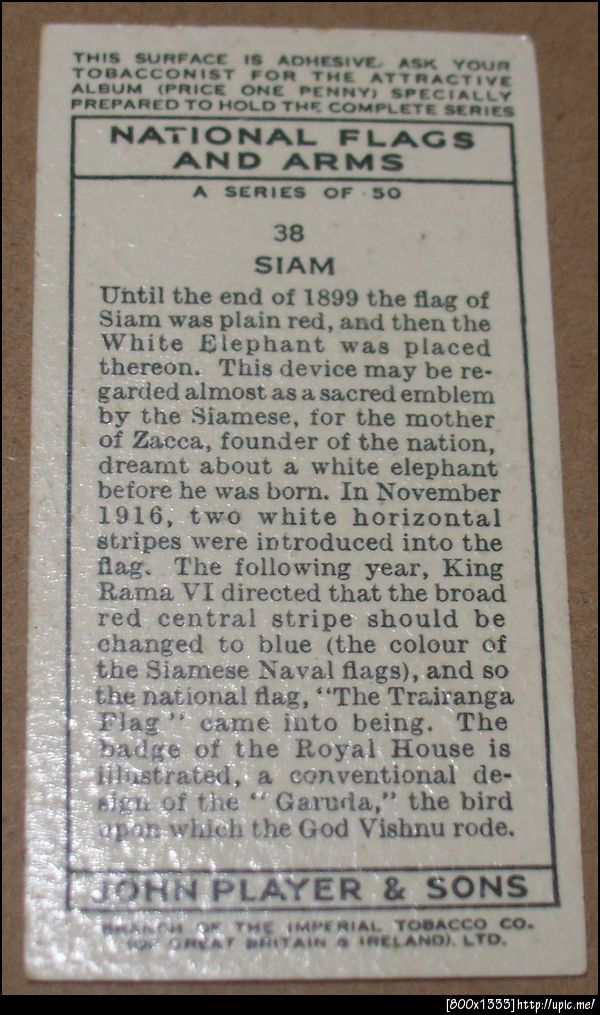 THIS SURFACE IS ADHESIVE. ASK YOUR
TOBACCONIST FOR THE ATTRACTIVE
ALBUM (PRICE ONE PENNY) SPECIALLY
PREPARED TO HOLD THE COMPLETE SERIES
NATIONAL FLAGS
AND ARMS
A SERIES OF 50
38
SIAM
Until the end of 1899 the flag of
Siam was plain red, and then the
White Elephant was placed
thereon. This device may be re-
garded almost as a sacred emblem
by the Siamese, for the mother
of Zacca, founder of the nation,
dreamt about a white elephant
before he was born. In November
1916, two white horizontal
stripes were introduced into the
flag. The following year, King
Rama VI directed that the broad
red central stripe should be
changed to blue (the colour of
the Siamese Naval flags), and so
the national flag, "The Trairanga
Flag" came into being. The
badge of the Royal House is
illustrated, a conventional de-
sign of the "Garuda," the bird
upon which the God Vishnu rode.
JOHN PLAYER & SONS
BRANCH OF THE IMPERIAL TOBACCO CO.
(OF GREAT BRITAIN & IRELAND), LTD.
[800x1333]http://upic.me/